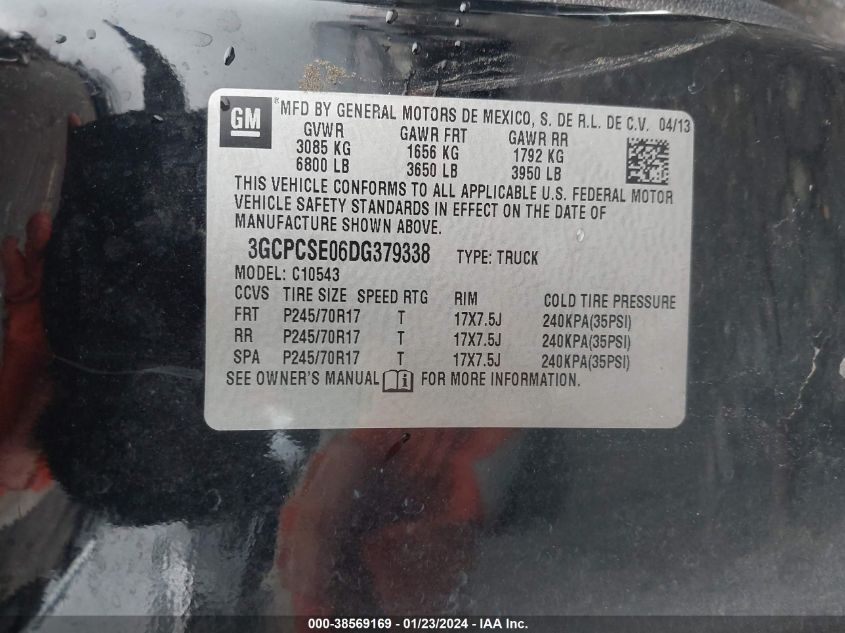 GM *MFD BY GENERAL MOTORS DE MEXICO, S. DE R.L. DE C.V. 04/13
GVWR GAWR FRT GAWR RR
3085 KG 1656 KG 1792 KG
6800 LB 3650 LB 3950 LB
THIS VEHICLE CONFORMS TO ALL APPLICABLE U.S. FEDERAL MOTOR
VEHICLE SAFETY STANDARDS IN EFFECT ON THE DATE OF
MANUFACTURE SHOWN ABOVE.
3GCPCSE06DG379338 TYPE: TRUCK
MODEL: C10543
CCVS TIRE SIZE SPEED RTG RIM COLD TIRE PRESSURE
FRT P245/70R17 T 17X7.5J 240KPA(35PSI)
RR P245/70R17 T 17X7.5J 240KPA(35PSI)
SPA P245/70R17 T 17X7.5J 240KPA(35PSI)
SEE OWNER'S MANUAL FOR MORE INFORMATION.
000-38569169 - 01/23/2024 - IAA Inc.